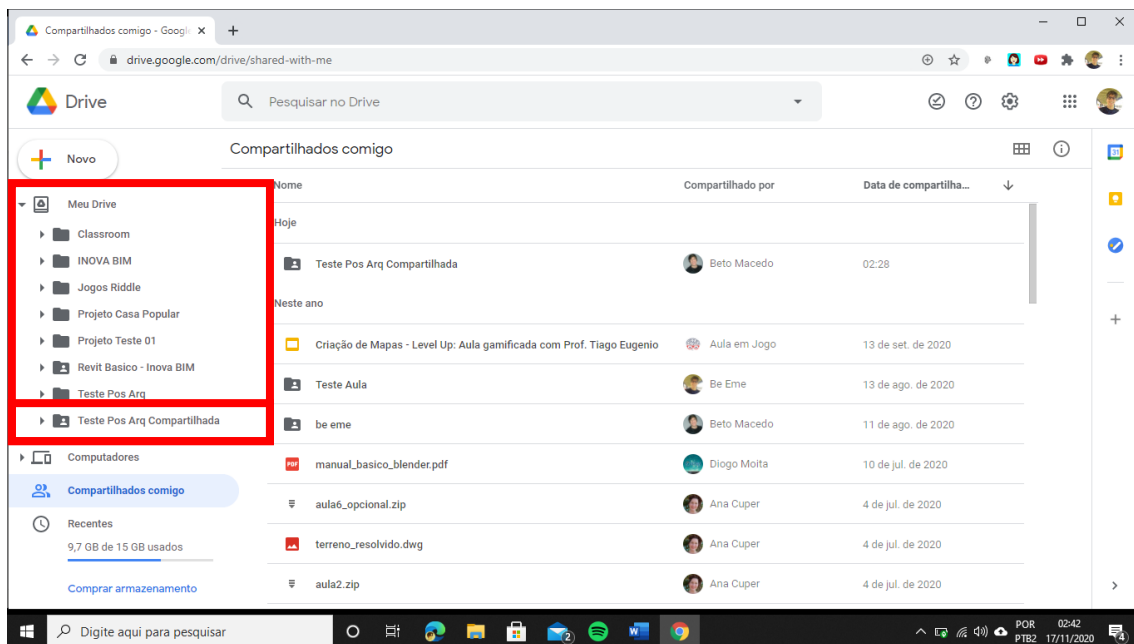 Compartilhados comigo - Googl
drive.google.com/drive/shared-with-me
Drive
Pesquisar no Drive
Novo
Compartilhados comigo
31
Nome
Compartilhado por
Data de compartilha...
Meu Drive
Classroom
INOVA BIM
Jogos Riddle
Projeto Casa Popular
Projeto Teste 01
Revit Basico - Inova BIM
Teste Pos Arq
Teste Pos Arq Compartilhada
Computadores
Compartilhados comigo
Recentes
9,7 GB de 15 GB usados
Comprar armazenamento
Hoje
Teste Pos Arq Compartilhada
Beto Macedo
02:28
Neste ano
Criação de Mapas - Level Up: Aula gamificada com Prof. Tiago Eugenio
Aula em Jogo
13 de set. de 2020
Teste Aula
Be Eme
13 de ago. de 2020
be eme
Beto Macedo
11 de ago. de 2020
PDF
manual_basico_blender.pdf
Diogo Moita
10 de jul. de 2020
aula6_opcional.zip
Ana Cuper
4 de jul. de 2020
terreno_resolvido.dwg
Ana Cuper
4 de jul. de 2020
aula2.zip
Ana Cuper
4 de jul. de 2020
Digite aqui para pesquisar
2
W
POR
PTB2
02:42
17/11/2020
4